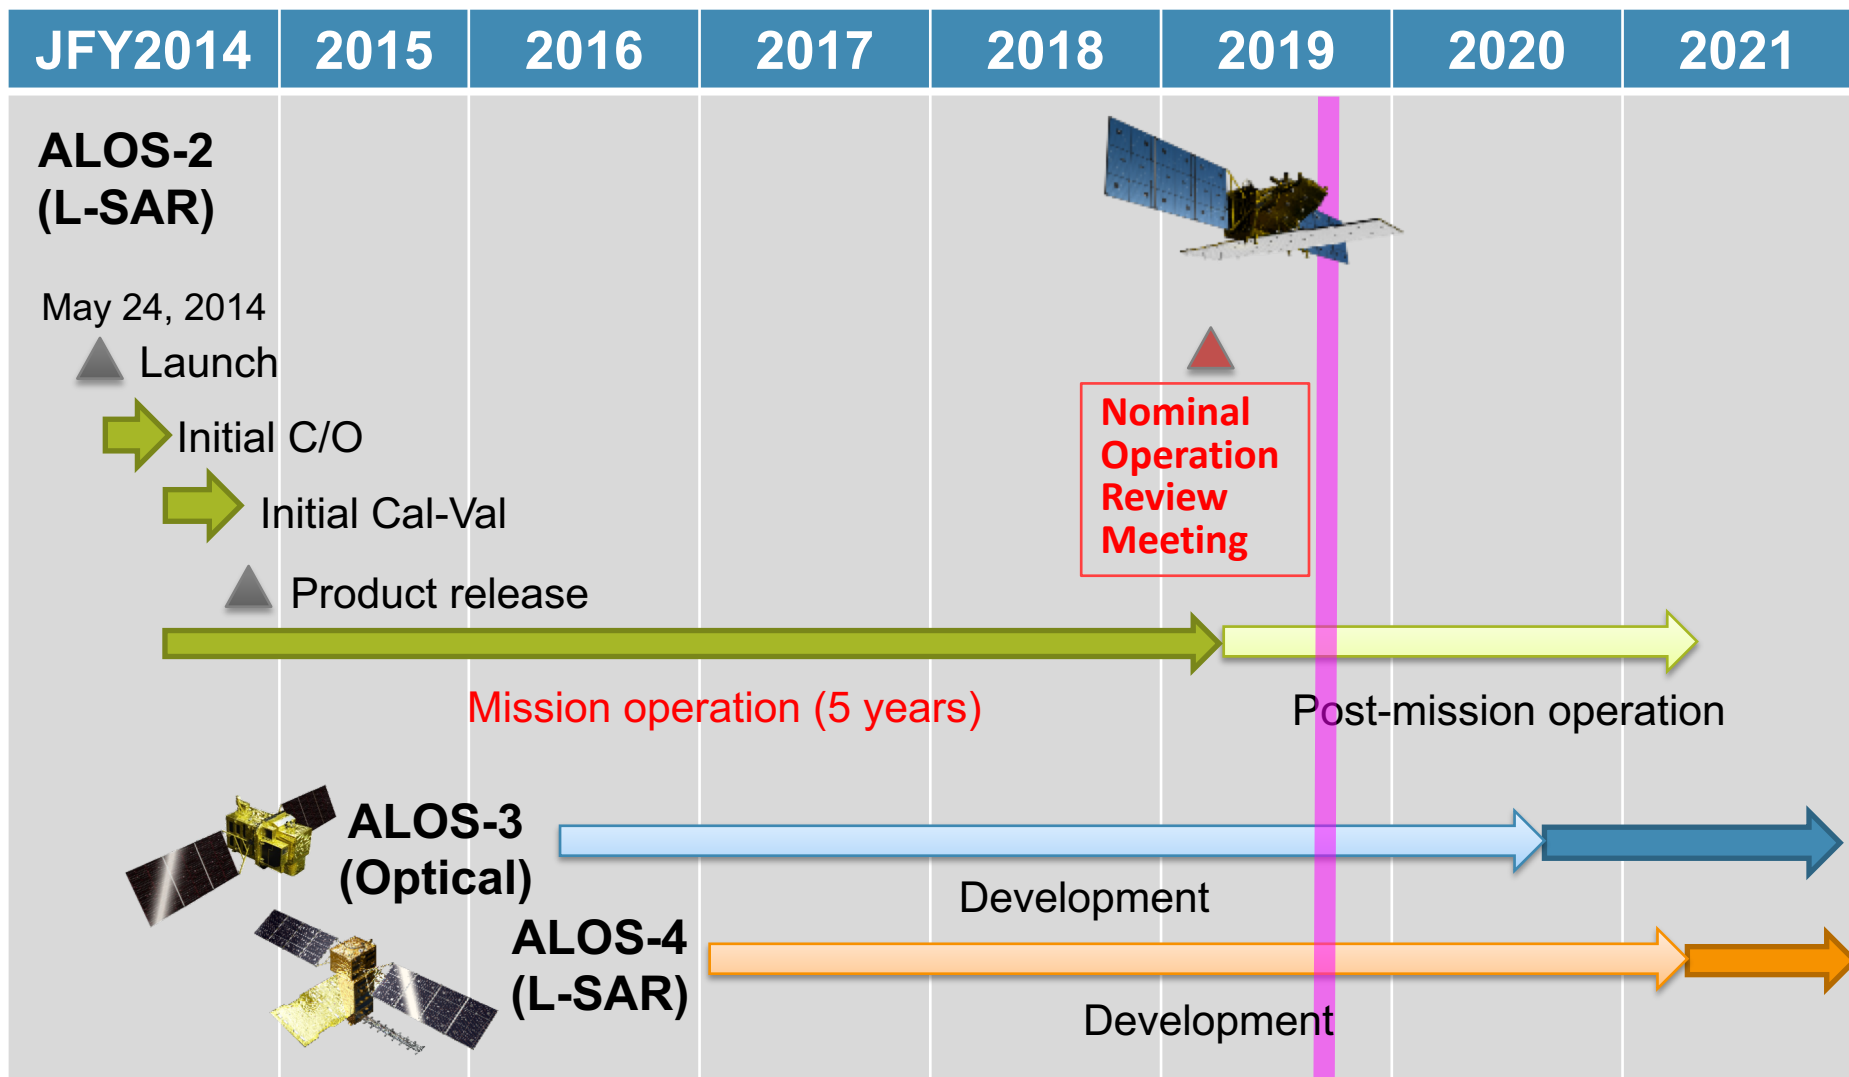 JFY2014 2015 2016 2017 2018 2019 2020 2021
ALOS-2
(L-SAR)
May 24, 2014
Launch
Initial C/O
Initial Cal-Val
Product release
Nominal
Operation
Review
Meeting
Mission operation (5 years)
Post-mission operation
ALOS-3
(Optical)
Development
ALOS-4
(L-SAR)
Development